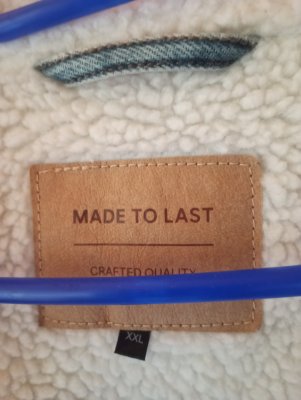 MADE TO LAST
CRAFTED QUALITY
XXL